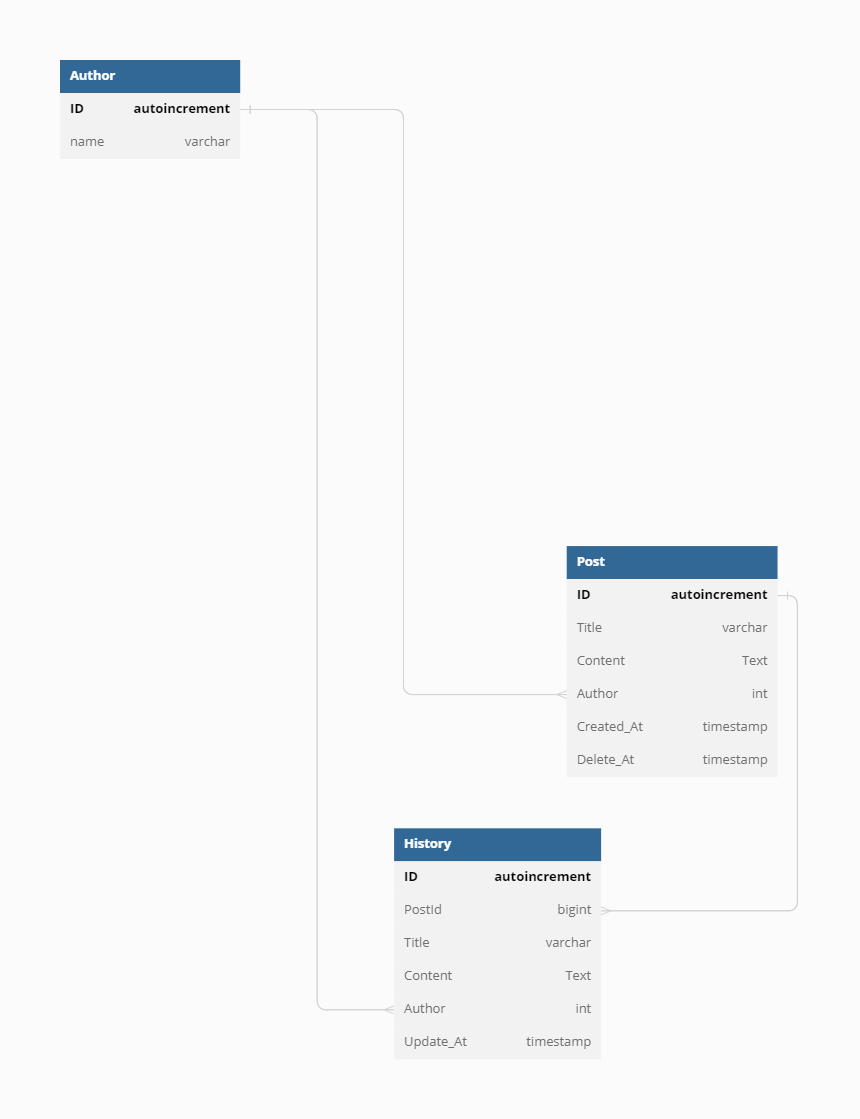 Author
ID autoincrement
name varchar
Post
ID autoincrement
Title varchar
Content Text
Author int
Created_At timestamp
Delete_At timestamp
History
ID autoincrement
PostId bigint
Title varchar
Content Text
Author int
Update_At timestamp